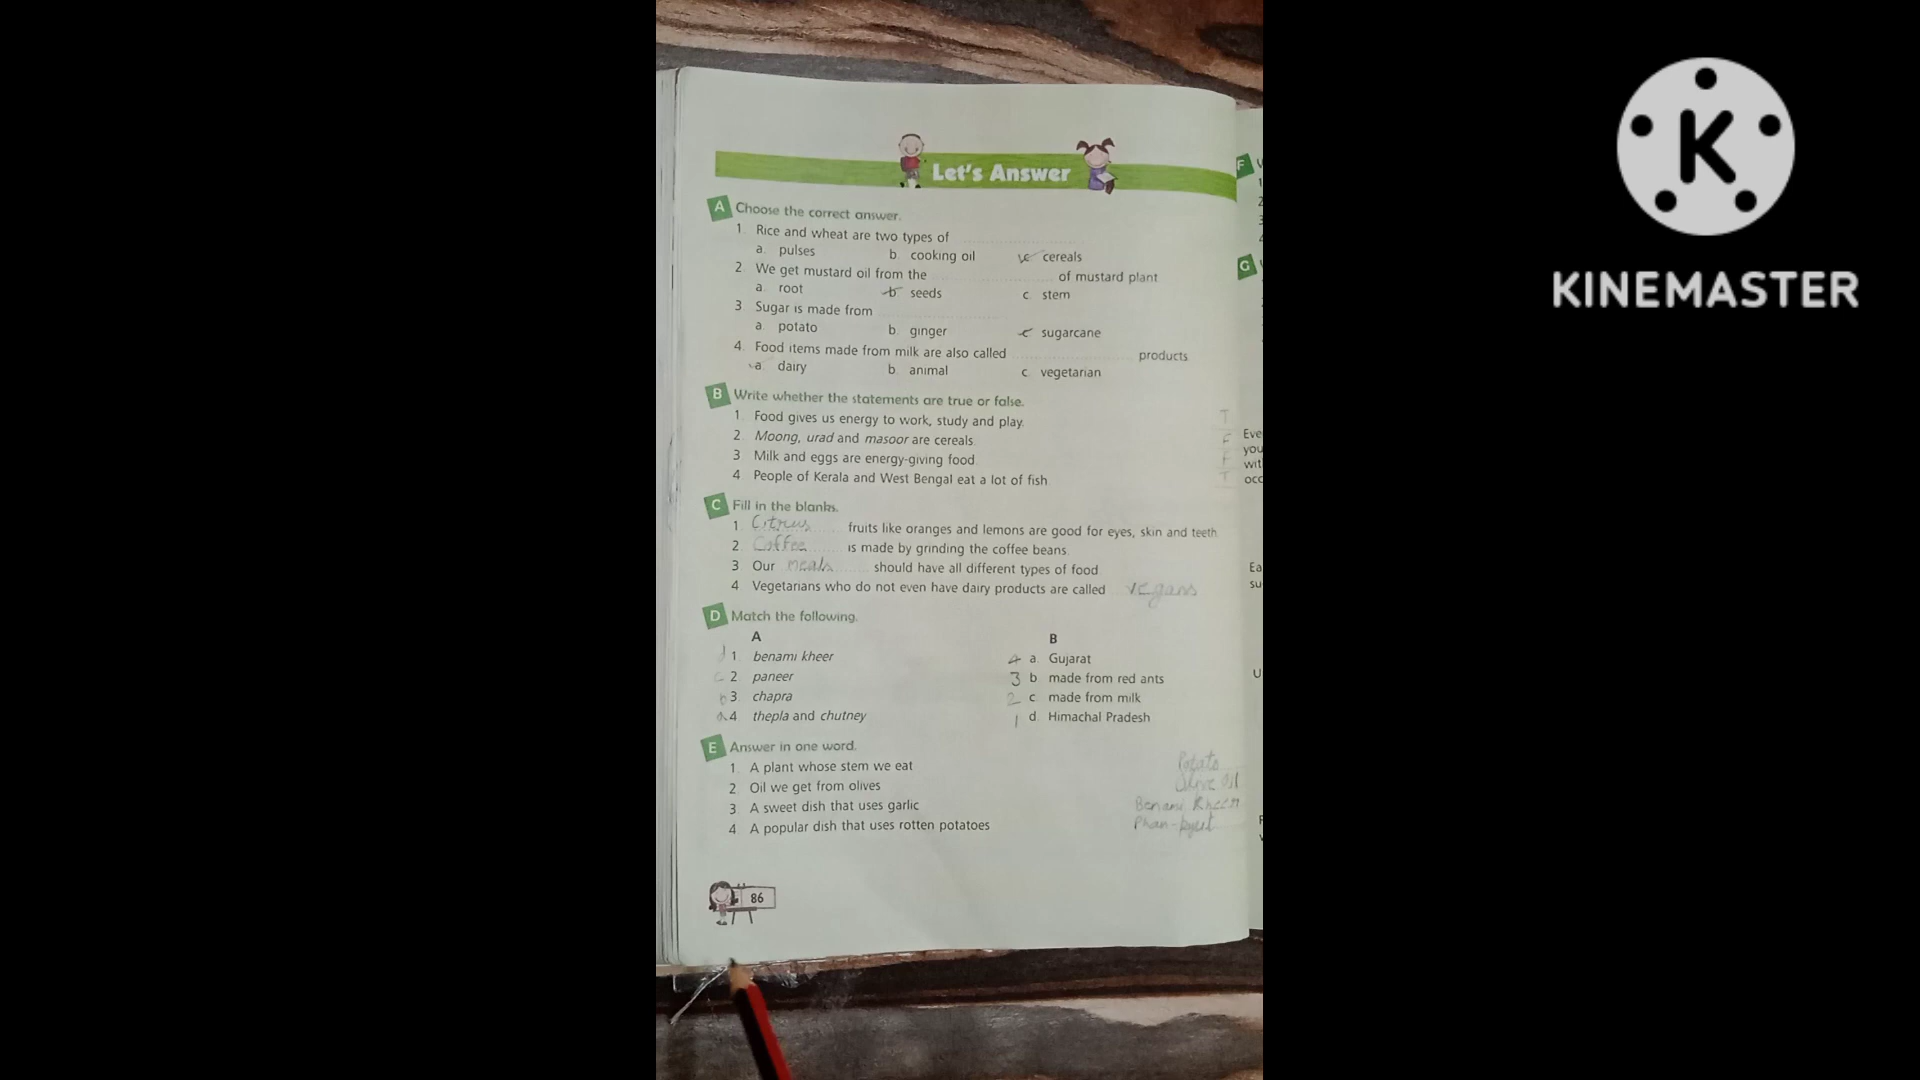 Let's Answer
A Choose the correct answer.
1. Rice and wheat are two types of
a. pulses b. cooking oil c. cereals
2. We get mustard oil from the of mustard plant
a. root b. seeds c. stem
3 Sugar is made from
a. potato b. ginger c. sugarcane
4. Food items made from milk are also called products
a. dairy b. animal c. vegetarian
B Write whether the statements are true or false.
1. Food gives us energy to work, study and play. T
2. Moong, urad and masoor are cereals. F
3 Milk and eggs are energy-giving food F
4 People of Kerala and West Bengal eat a lot of fish T
C Fill in the blanks.
1 Citrus fruits like oranges and lemons are good for eyes, skin and teeth.
2 Coffee is made by grinding the coffee beans.
3 Our meals should have all different types of food
4 Vegetarians who do not even have dairy products are called vegans
D Match the following.
A B
d 1. benami kheer 4 a. Gujarat
c 2 paneer 3 b made from red ants
b 3. chapra 2 c made from milk
a 4 thepla and chutney 1 d. Himachal Pradesh
E Answer in one word.
1. A plant whose stem we eat Potato
2 Oil we get from olives Olive Oil
3 A sweet dish that uses garlic Benami Kheer
4 A popular dish that uses rotten potatoes
86
F
G
Eve
you
wit
occ
Ea
su
U
K
KINEMASTER